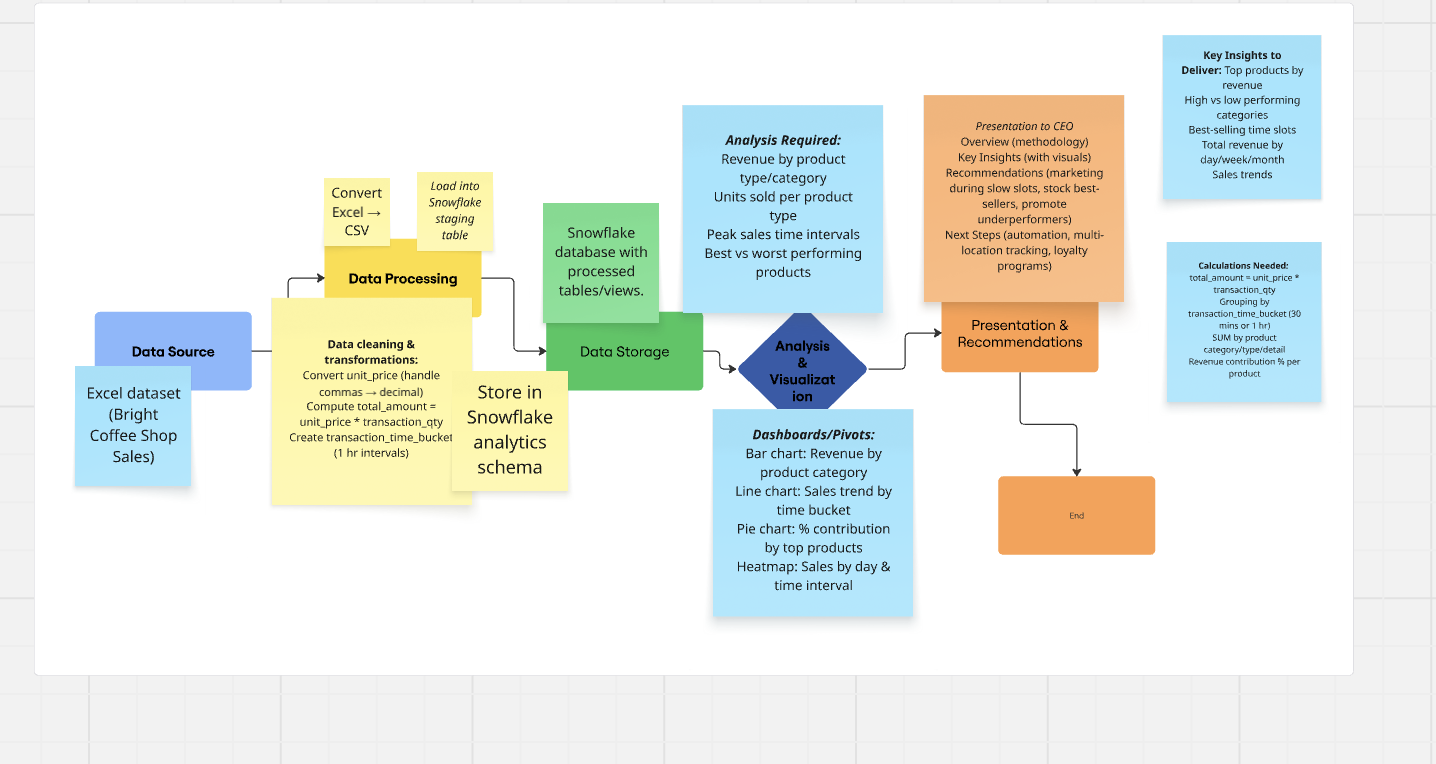 Data Source
Excel dataset
(Bright
Coffee Shop
Sales)
Convert
Excel →
CSV
Load into
Snowflake
staging
table
Data Processing
Data cleaning &
transformations:
Convert unit_price (handle
commas → decimal)
Compute total_amount =
unit_price * transaction_qty
Create transaction_time_bucket
(1 hr intervals)
Store in
Snowflake
analytics
schema
Snowflake
database with
processed
tables/views.
Data Storage
Analysis Required:
Revenue by product
type/category
Units sold per product
type
Peak sales time intervals
Best vs worst performing
products
Analysis
&
Visualizat
ion
Dashboards/Pivots:
Bar chart: Revenue by
product category
Line chart: Sales trend by
time bucket
Pie chart: % contribution
by top products
Heatmap: Sales by day &
time interval
Presentation to CEO
Overview (methodology)
Key Insights (with visuals)
Recommendations (marketing
during slow slots, stock best-
sellers, promote
underperformers)
Next Steps (automation, multi-
location tracking, loyalty
programs)
Presentation &
Recommendations
End
Key Insights to
Deliver: Top products by
revenue
High vs low performing
categories
Best-selling time slots
Total revenue by
day/week/month
Sales trends
Calculations Needed:
total_amount = unit_price *
transaction_qty
Grouping by
transaction_time_bucket (30
mins or 1 hr)
SUM by product
category/type/detail
Revenue contribution % per
product